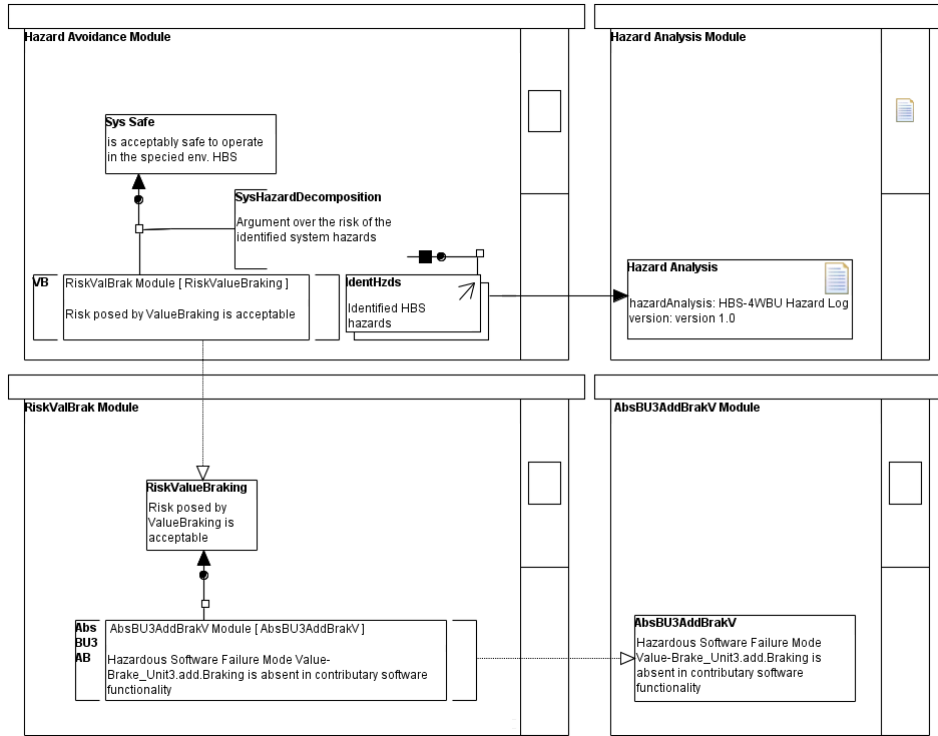 Hazard Avoidance Module
Sys Safe
is acceptably safe to operate
in the specied env. HBS
SysHazardDecomposition
Argument over the risk of the
identified system hazards
VB
RiskValBrak Module [ RiskValueBraking ]
Risk posed by ValueBraking is acceptable
IdentHzds
Identified HBS
hazards
Hazard Analysis Module
Hazard Analysis
hazardAnalysis: HBS-4WBU Hazard Log
version: version 1.0
RiskValBrak Module
RiskValueBraking
Risk posed by
ValueBraking is
acceptable
Abs
BU3
AB
AbsBU3AddBrakV Module [ AbsBU3AddBrakV ]
Hazardous Software Failure Mode Value-
Brake_Unit3.add.Braking is absent in contributary software
functionality
AbsBU3AddBrakV Module
AbsBU3AddBrakV
Hazardous Software Failure Mode
Value-Brake_Unit3.add.Braking is
absent in contributary software
functionality